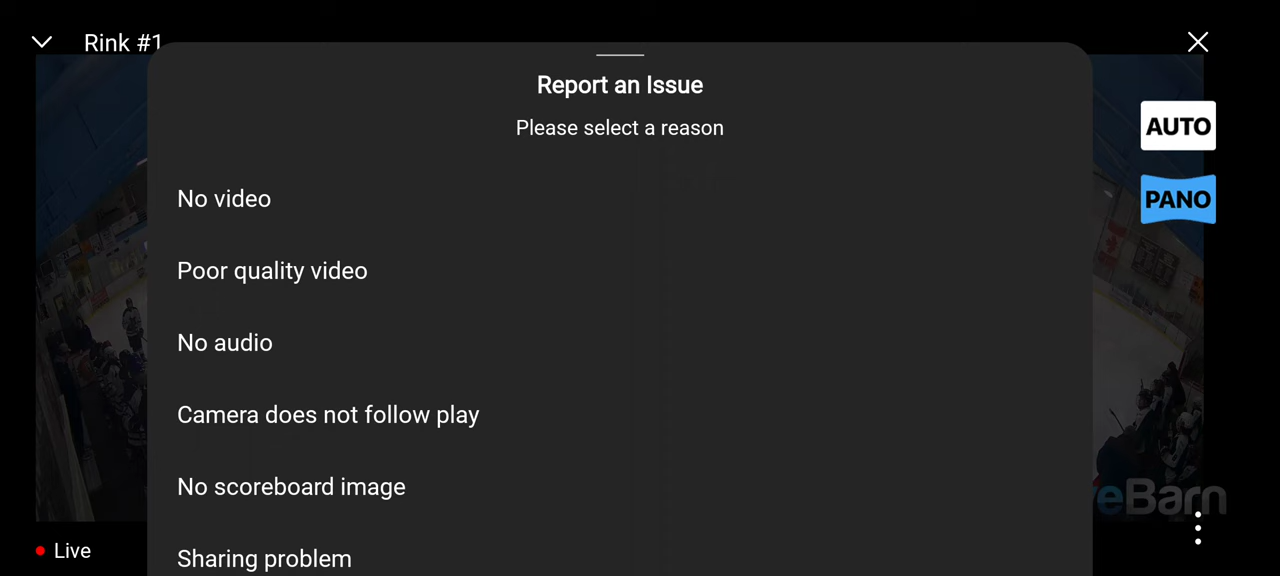 Rink #1
Report an Issue
Please select a reason
AUTO
PANO
No video
Poor quality video
No audio
Camera does not follow play
No scoreboard image
eBarn
Live
Sharing problem